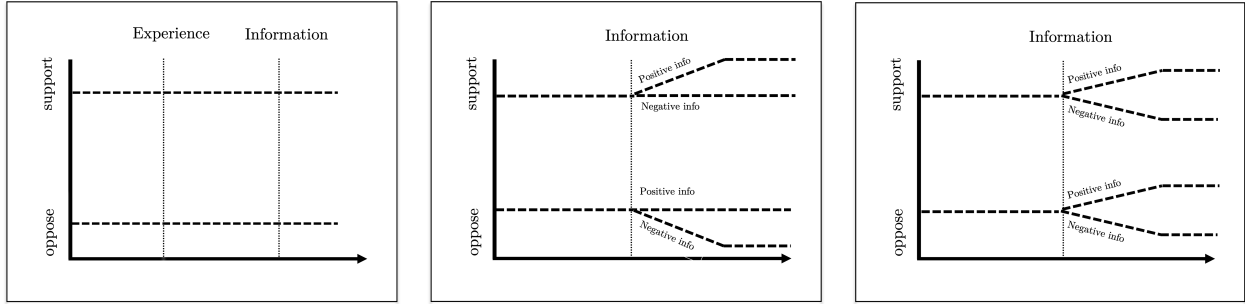 Experience
Information
support
oppose
Information
support
Positive info
Negative info
Positive info
oppose
Negative info
Information
support
Positive info
Negative info
Positive info
oppose
Negative info